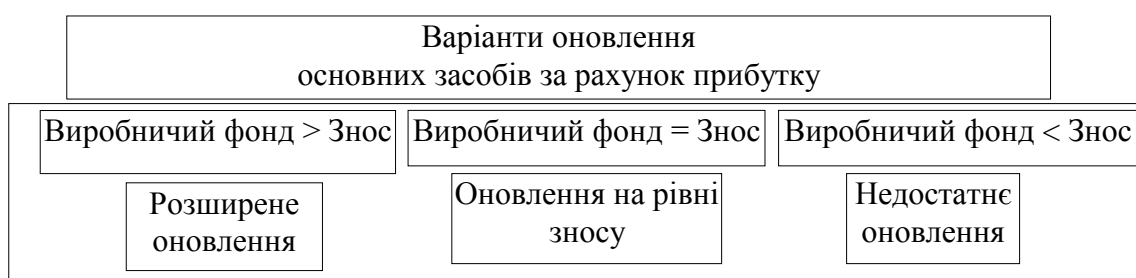 Варіанти оновлення
основних засобів за рахунок прибутку
Виробничий фонд > Знос
Виробничий фонд = Знос
Виробничий фонд < Знос
Розширене
оновлення
Оновлення на рівні
зносу
Недостатнє
оновлення